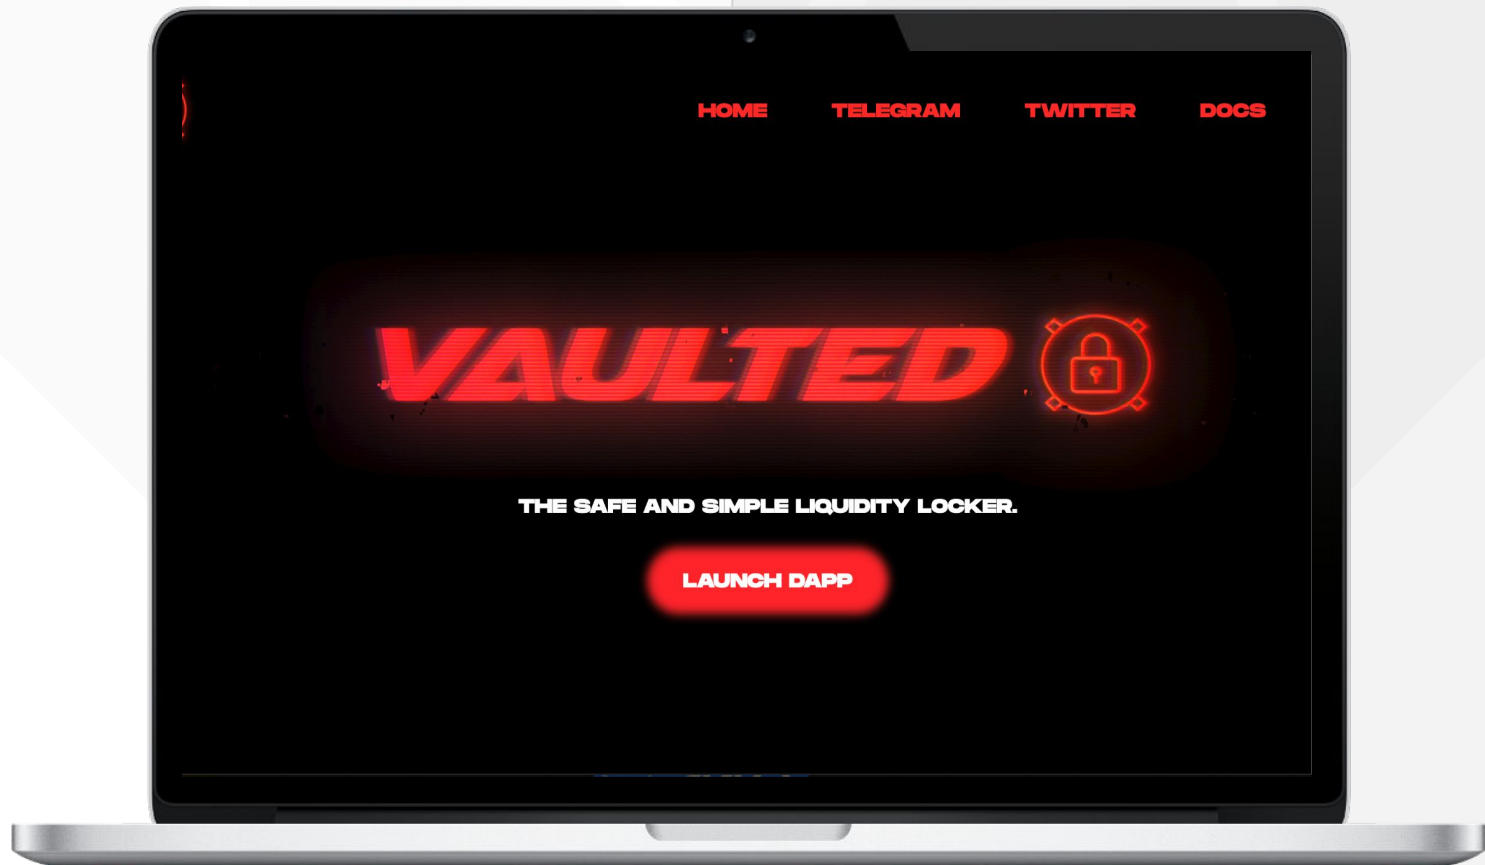 HOME TELEGRAM TWITTER DOCS
VAULTED
THE SAFE AND SIMPLE LIQUIDITY LOCKER.
LAUNCH DAPP